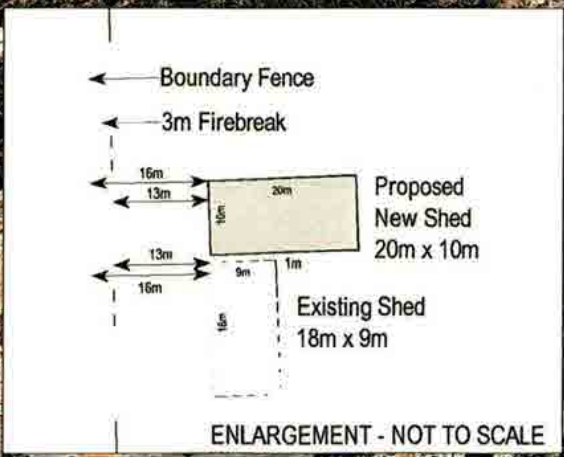 Boundary Fence
3m Firebreak
16m
13m
20m
10m
Proposed
New Shed
20m x 10m
13m
16m
9m
1m
18m
Existing Shed
18m x 9m
ENLARGEMENT - NOT TO SCALE